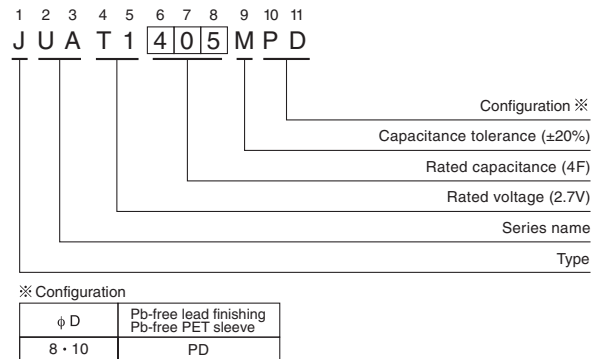 1 2 3 4 5 6 7 8 9 10 11
J U A T 1 4 0 5 M P D
Configuration ※
Capacitance tolerance (±20%)
Rated capacitance (4F)
Rated voltage (2.7V)
Series name
Type
※ Configuration
ϕ D
Pb-free lead finishing
Pb-free PET sleeve
8 • 10
PD